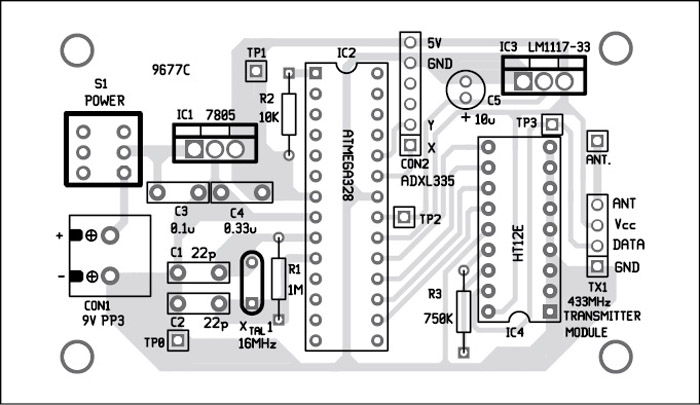 S1
POWER
9677C
TP1
IC2
5V
GND
Y
X
CON2
ADXL335
IC3 LM1117-33
C5
+ 10u
TP3
ANT.
IC1 7805
R2
10K
ATMEGA328
C3
0.1u
C4
0.33u
TP2
HT12E
ANT
Vcc
DATA
GND
TX1
433MHz
TRANSMITTER
MODULE
+
-
CON1
9V PP3
C1 22p
C2 22p
TP0
XTAL1
16MHz
R1
1M
R3
750K
IC4